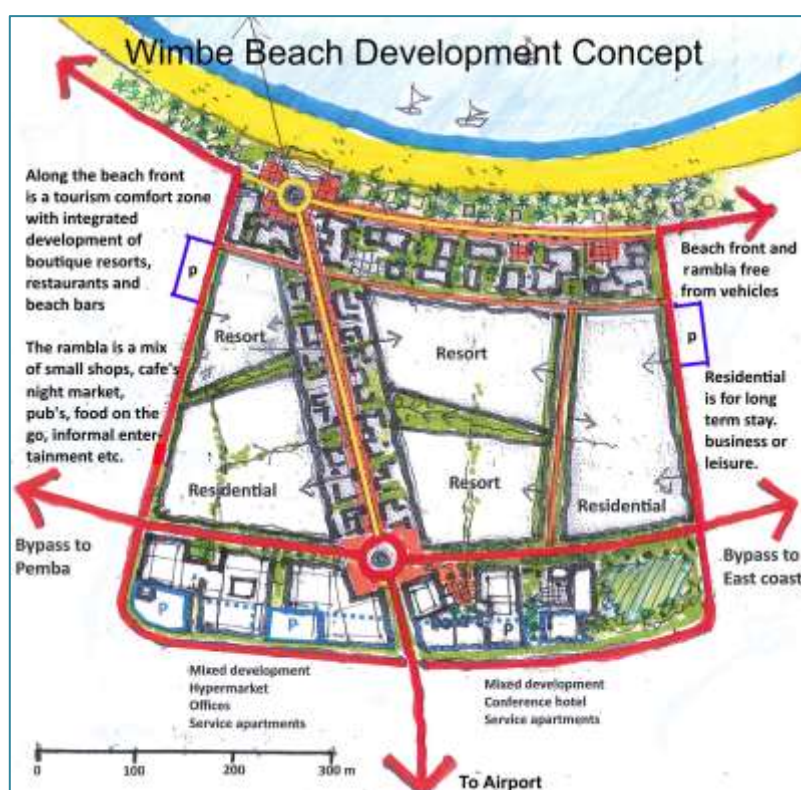 Wimbe Beach Development Concept
Along the beach front
is a tourism comfort zone
with integrated
development of
boutique resorts,
restaurants and
beach bars
The rambla is a mix
of small shops, cafe's
night market,
pub's, food on the
go, informal enter-
tainment etc.
Beach front and
rambla free
from vehicles
Residential
is for long
term stay.
business or
leisure.
P
P
Resort
Resort
Residential
Resort
Residential
Bypass to
Pemba
Bypass to
East coast
P
P
P
Mixed development
Hypermarket
Offices
Service apartments
Mixed development
Conference hotel
Service apartments
0 100 200 300 m
To Airport